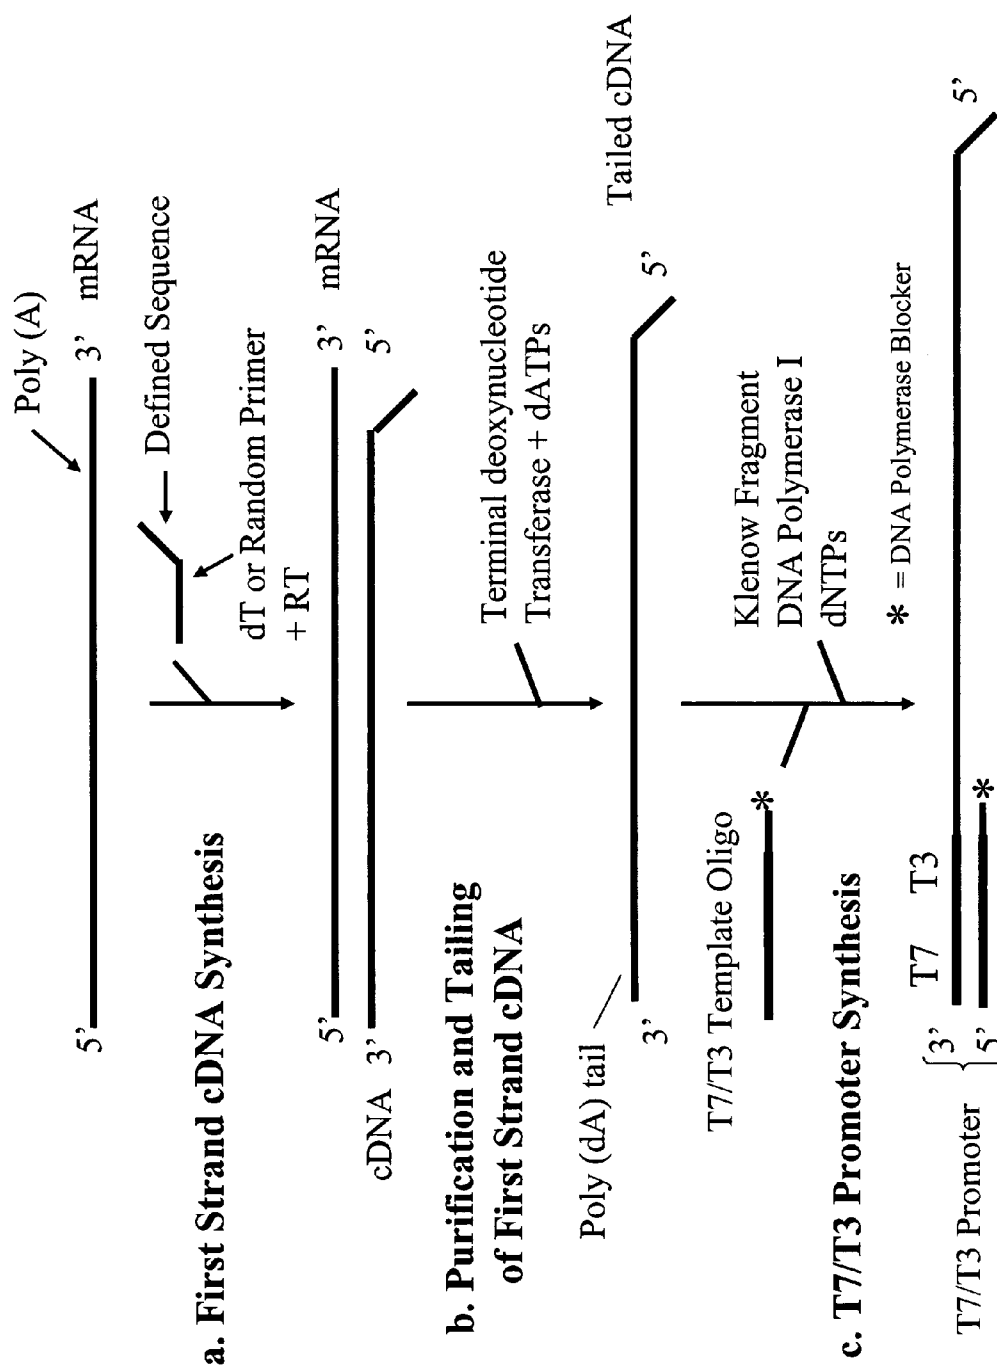 Poly (A)
5'
3'
mRNA
Defined Sequence
dT or Random Primer
+ RT
a. First Strand cDNA Synthesis
3'
mRNA
cDNA
3'
5'
Terminal deoxynucleotide
Transferase + dATPs
b. Purification and Tailing
of First Strand cDNA
Tailed cDNA
5'
Poly (dA) tail
3'
T7/T3 Template Oligo
*
Klenow Fragment
DNA Polymerase I
dNTPs
c. T7/T3 Promoter Synthesis
* = DNA Polymerase Blocker
T7
T3
T7/T3 Promoter
3'
5'
*
5'